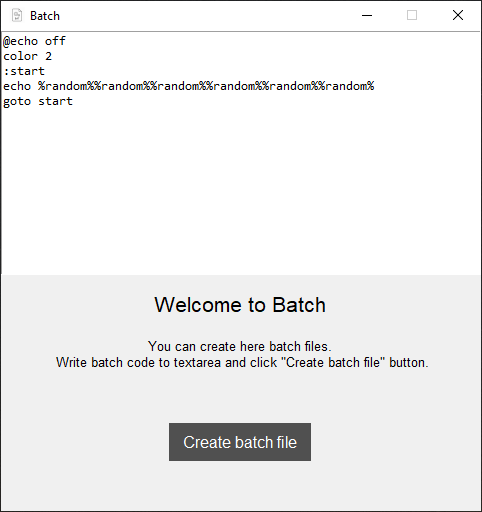 Batch
@echo off
color 2
:start
echo %random%%random%%random%%random%%random%%random%
goto start
Welcome to Batch
You can create here batch files.
Write batch code to textarea and click "Create batch file" button.
Create batch file